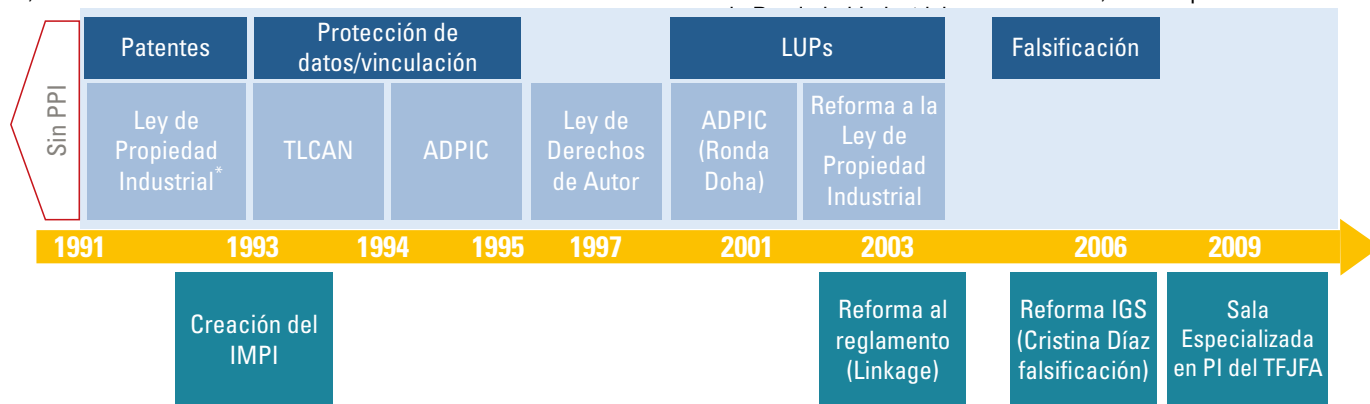 Patentes
Protección de
datos/vinculación
LUPs
Falsificación
Sin PPI
Ley de
Propiedad
Industrial*
TLCAN
ADPIC
Ley de
Derechos
de Autor
ADPIC
(Ronda
Doha)
Reforma a la
Ley de
Propiedad
Industrial
1991 1993 1994 1995 1997 2001 2003 2006 2009
Creación del
IMPI
Reforma al
reglamento
(Linkage)
Reforma IGS
(Cristina Díaz
falsificación)
Sala
Especializada
en PI del TFJFA